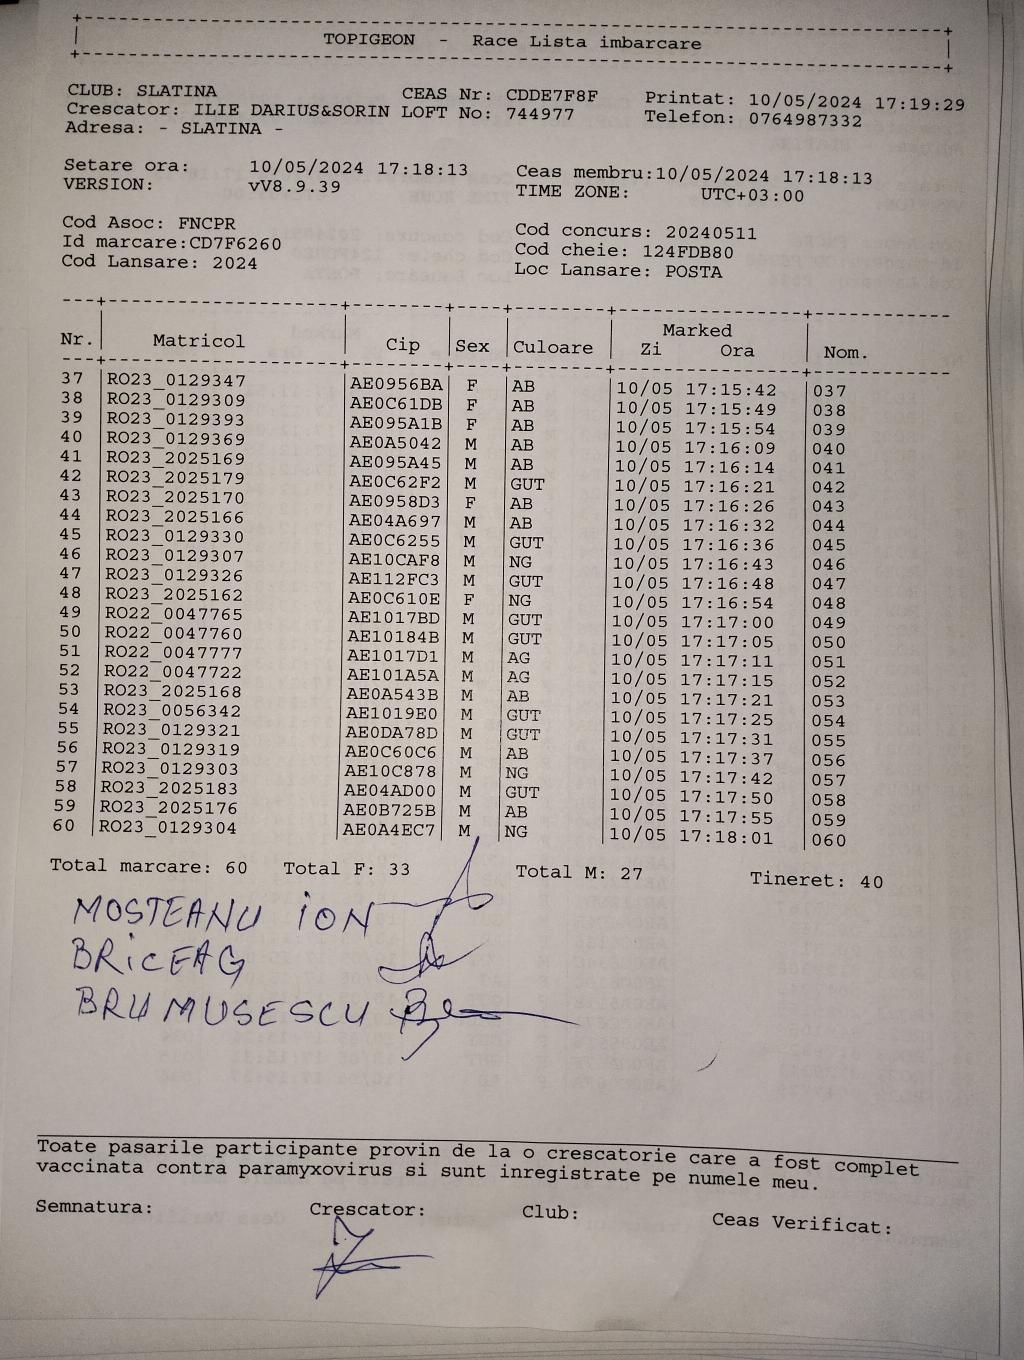 TOPIGEON - Race Lista imbarcare
CLUB: SLATINA CEAS Nr: CDDE7F8F Printat: 10/05/2024 17:19:29
Crescator: ILIE DARIUS&SORIN LOFT No: 744977 Telefon: 0764987332
Adresa: - SLATINA -
Setare ora: 10/05/2024 17:18:13 Ceas membru:10/05/2024 17:18:13
VERSION: vV8.9.39 TIME ZONE: UTC+03:00
Cod Asoc: FNCPR Cod concurs: 20240511
Id marcare:CD7F6260 Cod cheie: 124FDB80
Cod Lansare: 2024 Loc Lansare: POSTA
Marked
Nr. Matricol Cip Sex Culoare Zi Ora Nom.
37 RO23_0129347 AE0956BA F AB 10/05 17:15:42 037
38 RO23_0129309 AE0C61DB F AB 10/05 17:15:49 038
39 RO23_0129393 AE095A1B F AB 10/05 17:15:54 039
40 RO23_0129369 AE0A5042 M AB 10/05 17:16:09 040
41 RO23_2025169 AE095A45 M AB 10/05 17:16:14 041
42 RO23_2025179 AE0C62F2 M GUT 10/05 17:16:21 042
43 RO23_2025170 AE0958D3 F AB 10/05 17:16:26 043
44 RO23_2025166 AE04A697 M AB 10/05 17:16:32 044
45 RO23_0129330 AE0C6255 M GUT 10/05 17:16:36 045
46 RO23_0129307 AE10CAF8 M NG 10/05 17:16:43 046
47 RO23_0129326 AE112FC3 M GUT 10/05 17:16:48 047
48 RO23_2025162 AE0C610E F NG 10/05 17:16:54 048
49 RO22_0047765 AE1017BD M GUT 10/05 17:17:00 049
50 RO22_0047760 AE10184B M GUT 10/05 17:17:05 050
51 RO22_0047777 AE1017D1 M AG 10/05 17:17:11 051
52 RO22_0047722 AE101A5A M AG 10/05 17:17:15 052
53 RO23_2025168 AE0A543B M AB 10/05 17:17:21 053
54 RO23_0056342 AE1019E0 M GUT 10/05 17:17:25 054
55 RO23_0129321 AE0DA78D M GUT 10/05 17:17:31 055
56 RO23_0129319 AE0C60C6 M AB 10/05 17:17:37 056
57 RO23_0129303 AE10C878 M NG 10/05 17:17:42 057
58 RO23_2025183 AE04AD00 M GUT 10/05 17:17:50 058
59 RO23_2025176 AE0B725B M AB 10/05 17:17:55 059
60 RO23_0129304 AE0A4EC7 M NG 10/05 17:18:01 060
Total marcare: 60 Total F: 33 Total M: 27 Tineret: 40
MOSTEANU ION
BRICEAG
BRUMUSESCU
Toate pasarile participante provin de la o crescatorie care a fost complet
vaccinata contra paramyxovirus si sunt inregistrate pe numele meu.
Semnatura: Crescator: Club: Ceas Verificat: